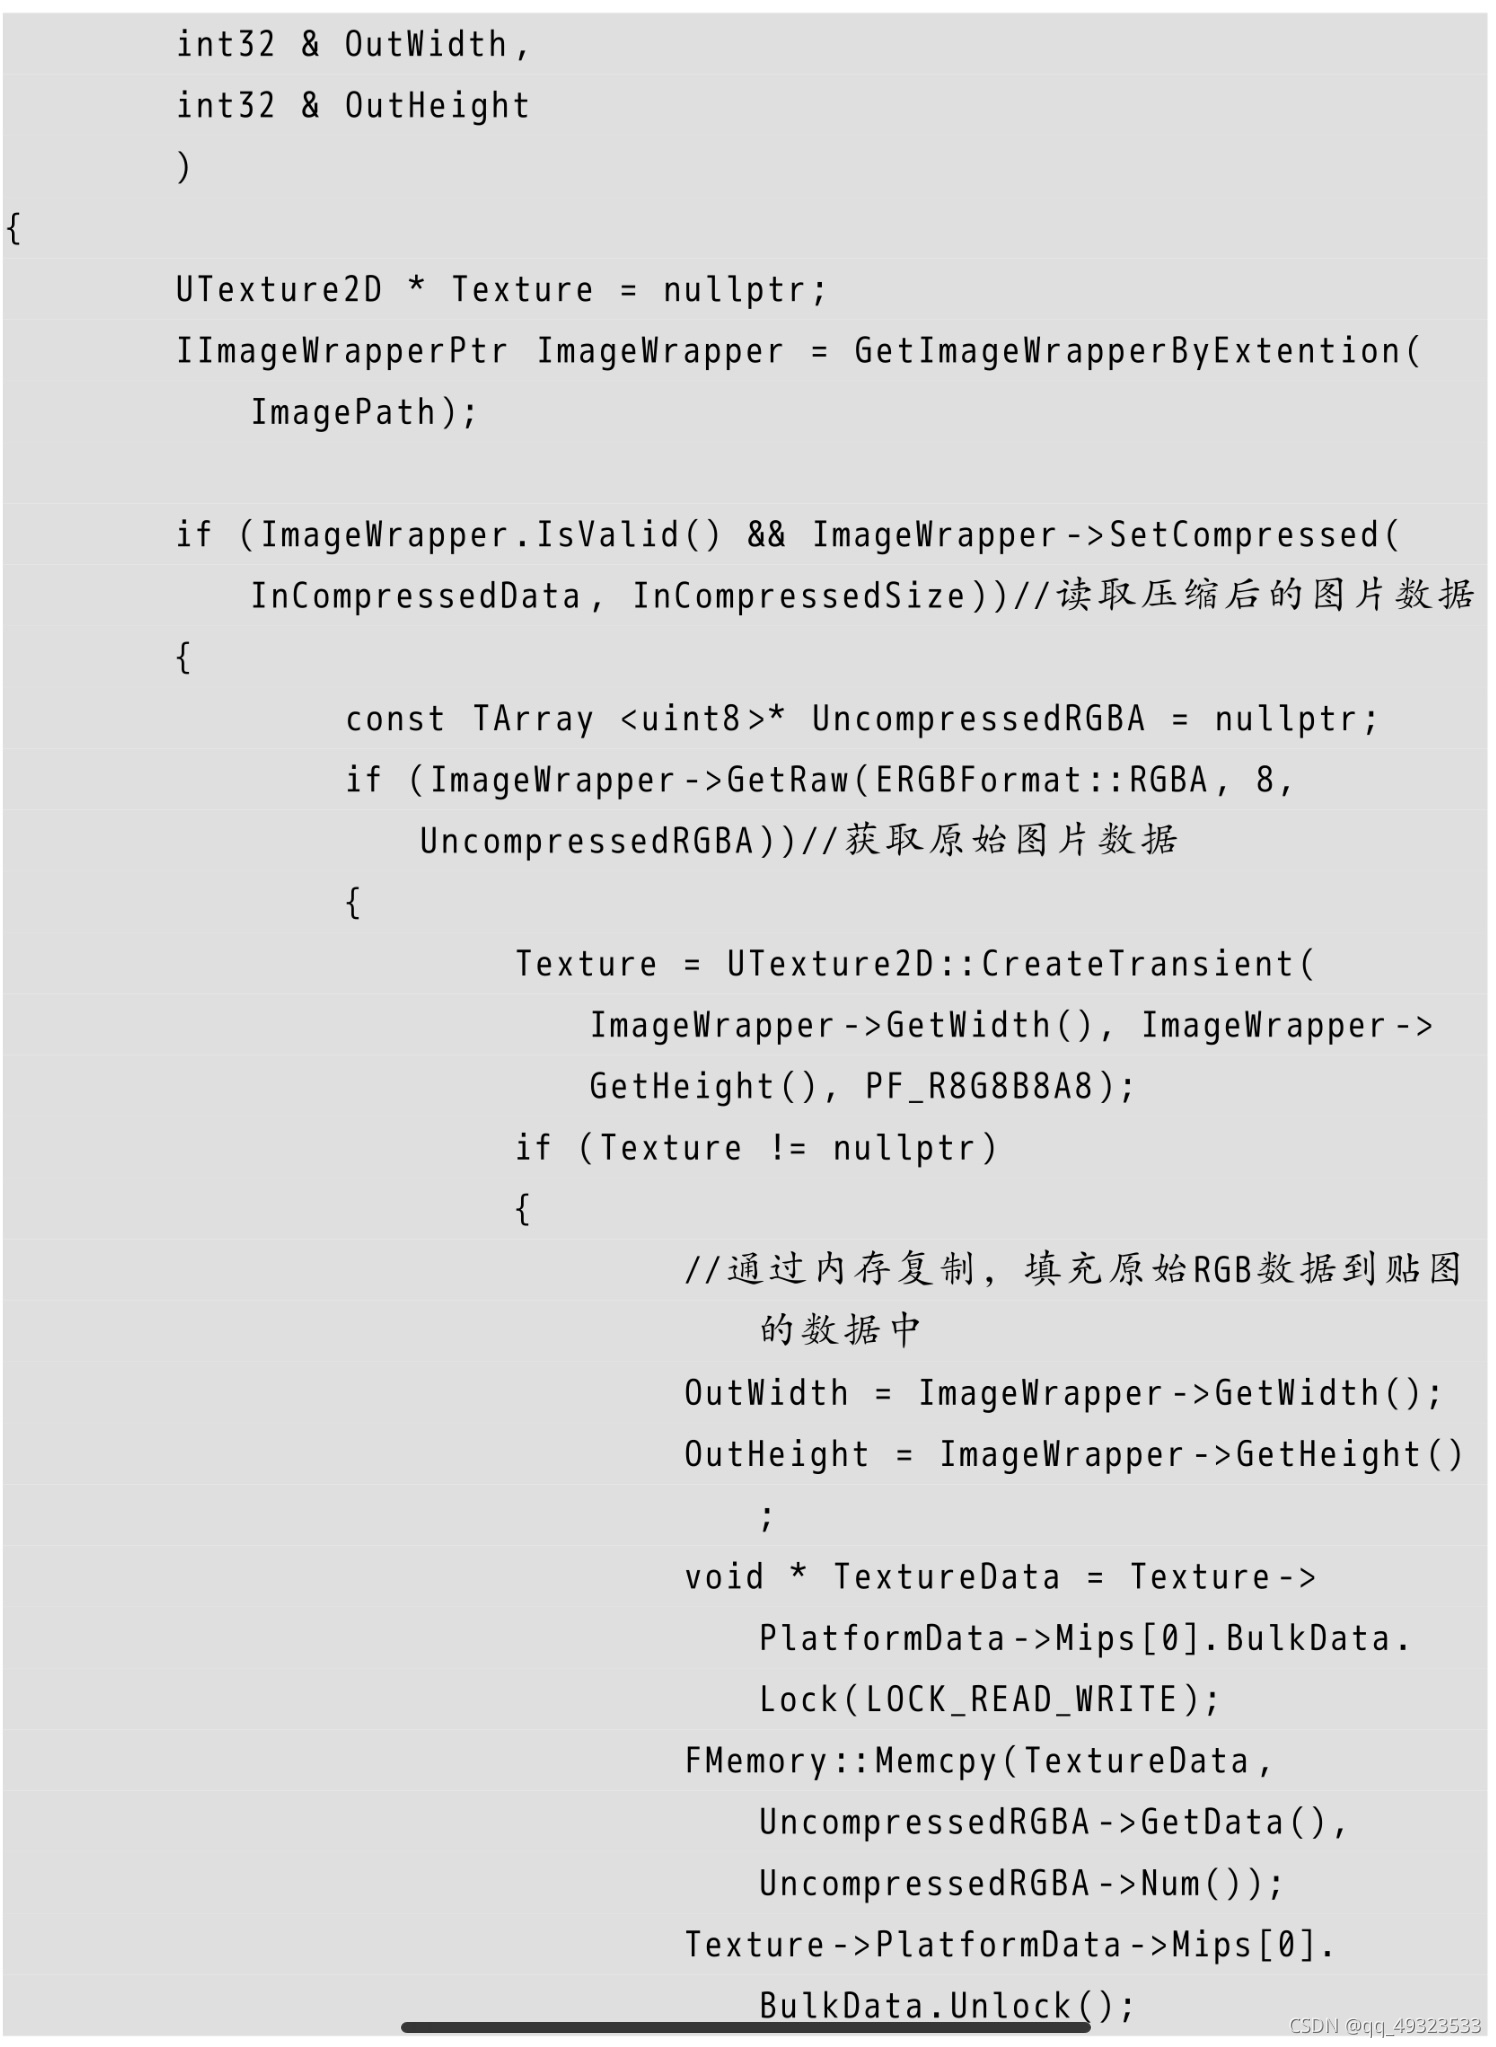 int32 & OutWidth,
int32 & OutHeight
)
{
UTexture2D * Texture = nullptr;
IImageWrapperPtr ImageWrapper = GetImageWrapperByExtention(
ImagePath);
if (ImageWrapper.IsValid() && ImageWrapper->SetCompressed(
InCompressedData, InCompressedSize))//读取压缩后的图片数据
{
const TArray <uint8>* UncompressedRGBA = nullptr;
if (ImageWrapper->GetRaw(ERGBFormat::RGBA, 8,
UncompressedRGBA))//获取原始图片数据
{
Texture = UTexture2D::CreateTransient(
ImageWrapper->GetWidth(), ImageWrapper->
GetHeight(), PF_R8G8B8A8);
if (Texture != nullptr)
{
//通过内存复制，填充原始RGB数据到贴图
的数据中
OutWidth = ImageWrapper->GetWidth();
OutHeight = ImageWrapper->GetHeight()
;
void * TextureData = Texture->
PlatformData->Mips[0].BulkData.
Lock(LOCK_READ_WRITE);
FMemory::Memcpy(TextureData,
UncompressedRGBA->GetData(),
UncompressedRGBA->Num());
Texture->PlatformData->Mips[0].
BulkData.Unlock();
CSDN @qq_49323533